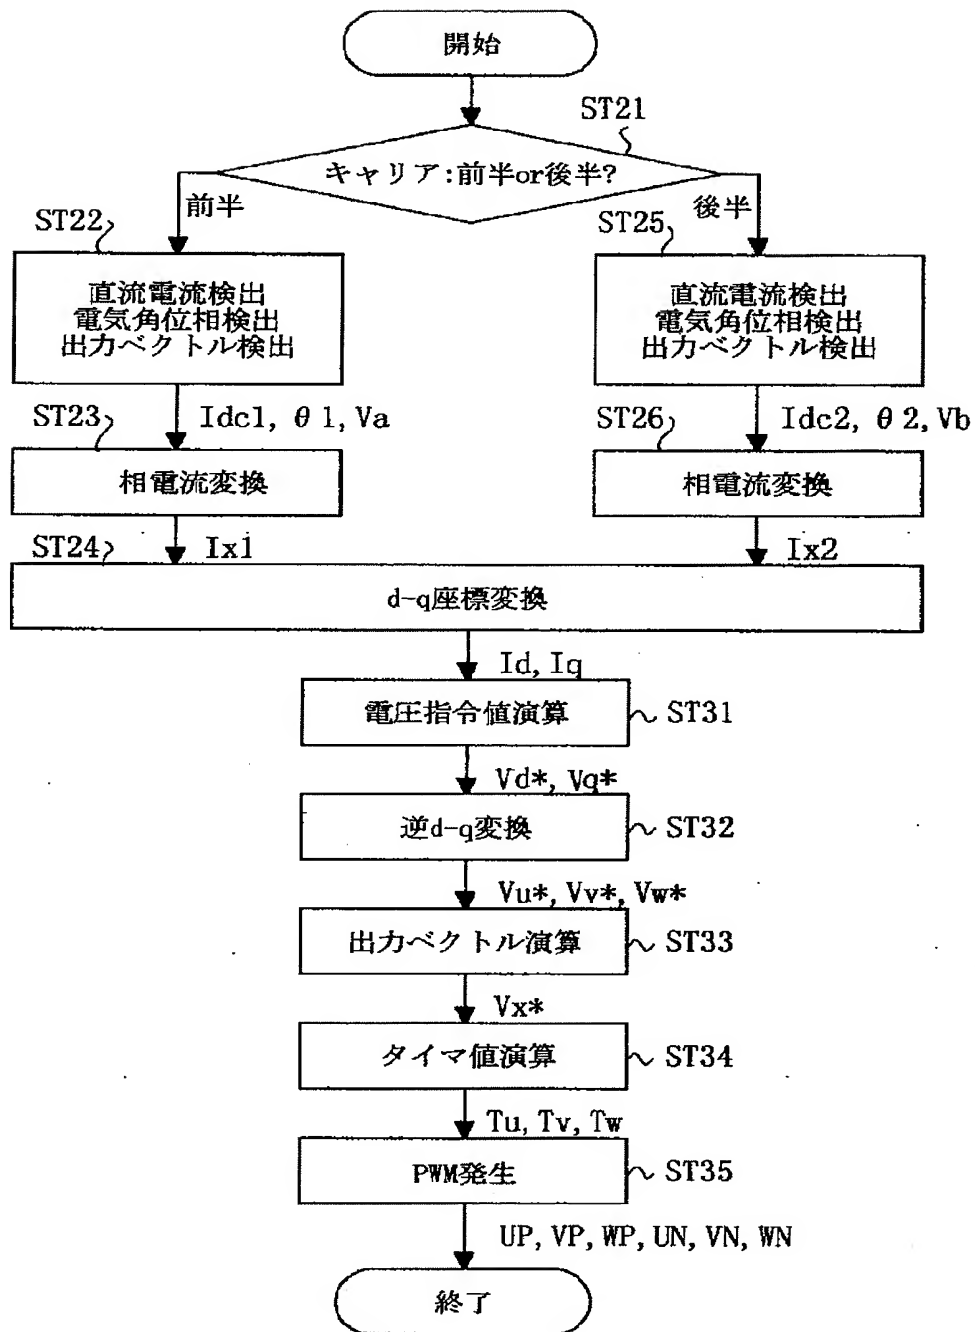 開始
ST21
キャリア:前半or後半?
前半
後半
ST22
ST25
直流電流検出
電気角位相検出
出力ベクトル検出
直流電流検出
電気角位相検出
出力ベクトル検出
ST23
Idc1, θ1, Va
ST26
Idc2, θ2, Vb
相電流変換
相電流変換
ST24
Ix1
Ix2
d-q座標変換
Id, Iq
電圧指令値演算
ST31
Vd*, Vq*
逆d-q変換
ST32
Vu*, Vv*, Vw*
出力ベクトル演算
ST33
Vx*
タイマ値演算
ST34
Tu, Tv, Tw
PWM発生
ST35
UP, VP, WP, UN, VN, WN
終了